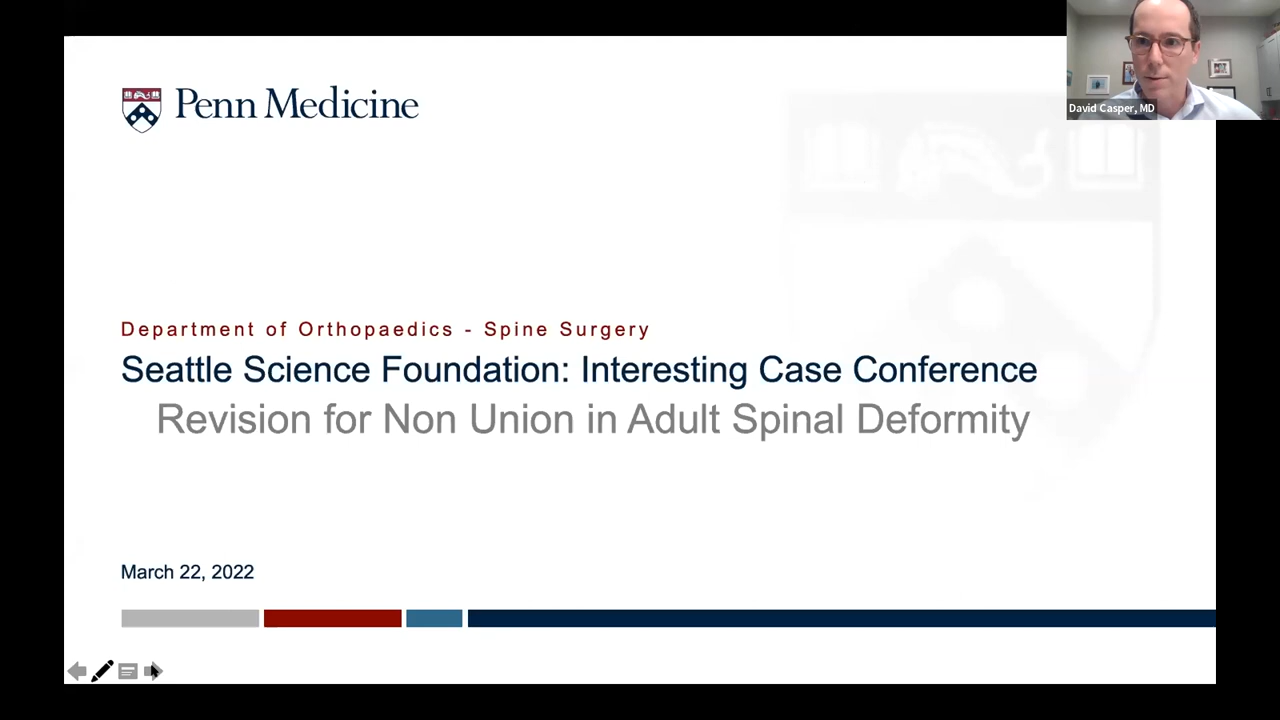 Penn Medicine
David Casper, MD
Department of Orthopaedics - Spine Surgery
Seattle Science Foundation: Interesting Case Conference
Revision for Non Union in Adult Spinal Deformity
March 22, 2022